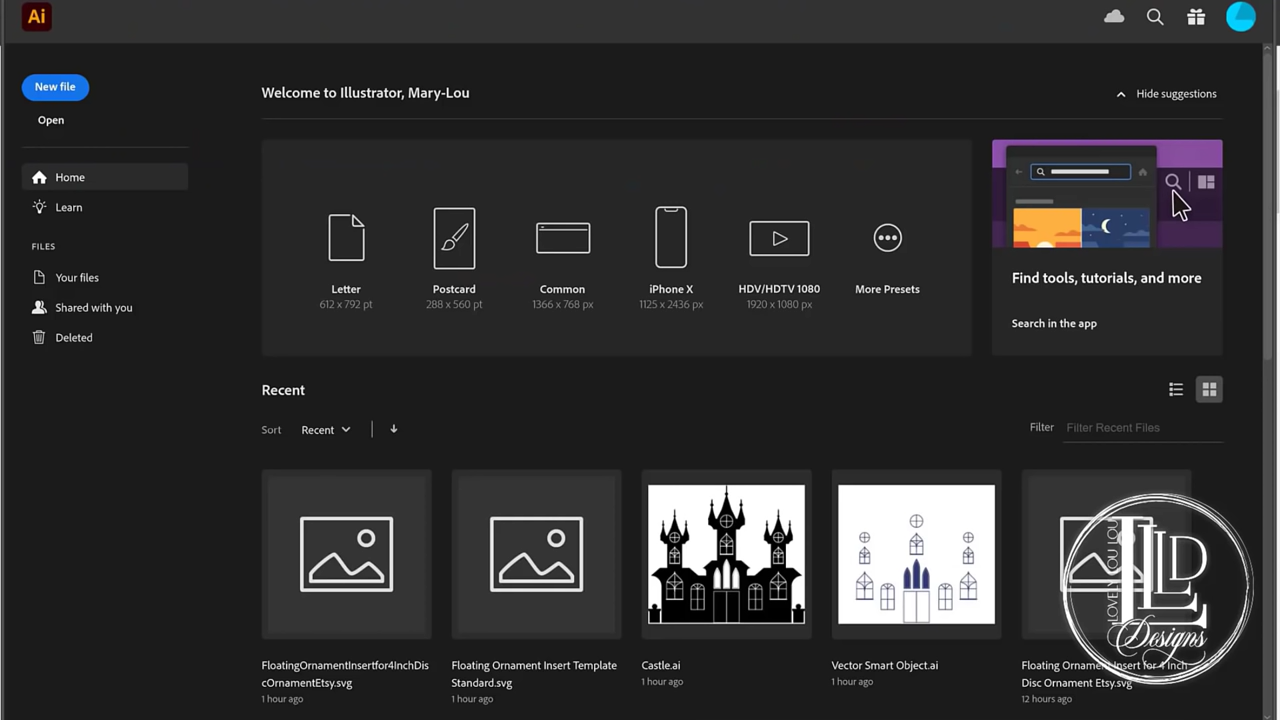 Ai
New file
Open
Home
Learn
FILES
Your files
Shared with you
Deleted
Welcome to Illustrator, Mary-Lou
Hide suggestions
Letter
612 x 792 pt
Postcard
288 x 560 pt
Common
1366 x 768 px
iPhone X
1125 x 2436 px
HDV/HDTV 1080
1920 x 1080 px
More Presets
Find tools, tutorials, and more
Search in the app
Recent
Sort
Recent
Filter
Filter Recent Files
FloatingOrnamentInsertfor4InchDis
cOrnamentEtsy.svg
1 hour ago
Floating Ornament Insert Template
Standard.svg
1 hour ago
Castle.ai
1 hour ago
Vector Smart Object.ai
1 hour ago
Floating Ornament Insert for 4 Inch
Disc Ornament Etsy.svg
12 hours ago
LOVELY YOU LOU
LLD
Designs